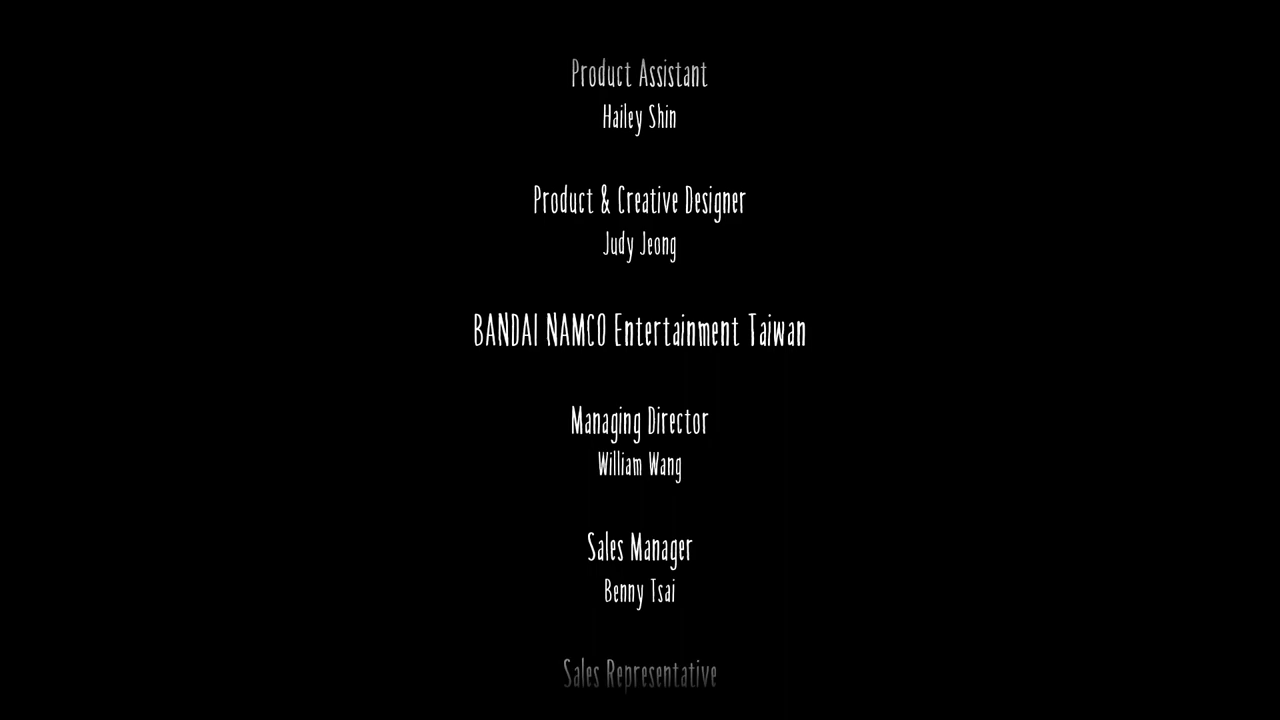 Product Assistant
Hailey Shin
Product & Creative Designer
Judy Jeong
BANDAI NAMCO Entertainment Taiwan
Managing Director
William Wang
Sales Manager
Benny Tsai
Sales Representative